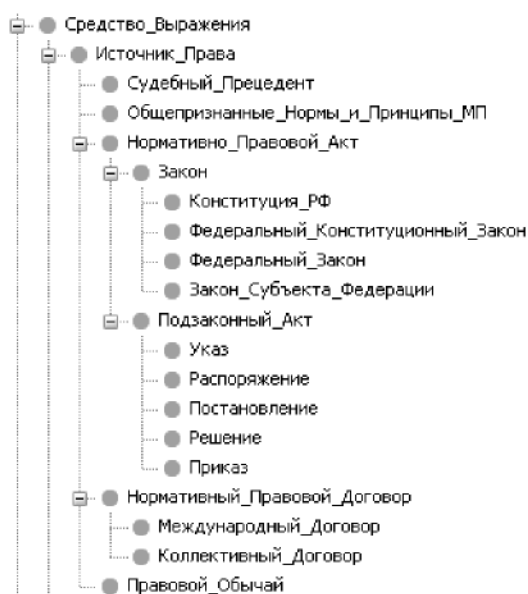 Средство_Выражения
Источник_Права
Судебный_Прецедент
Общепризнанные_Нормы_и_Принципы_МП
Нормативно_Правовой_Акт
Закон
Конституция_РФ
Федеральный_Конституционный_Закон
Федеральный_Закон
Закон_Субъекта_Федерации
Подзаконный_Акт
Указ
Распоряжение
Постановление
Решение
Приказ
Нормативный_Правовой_Договор
Международный_Договор
Коллективный_Договор
Правовой_Обычай